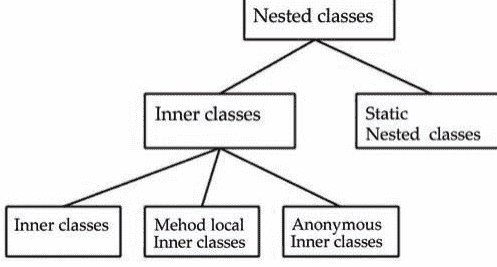 Nested classes
Inner classes
Static
Nested classes
Inner classes
Mehod local
Inner classes
Anonymous
Inner classes